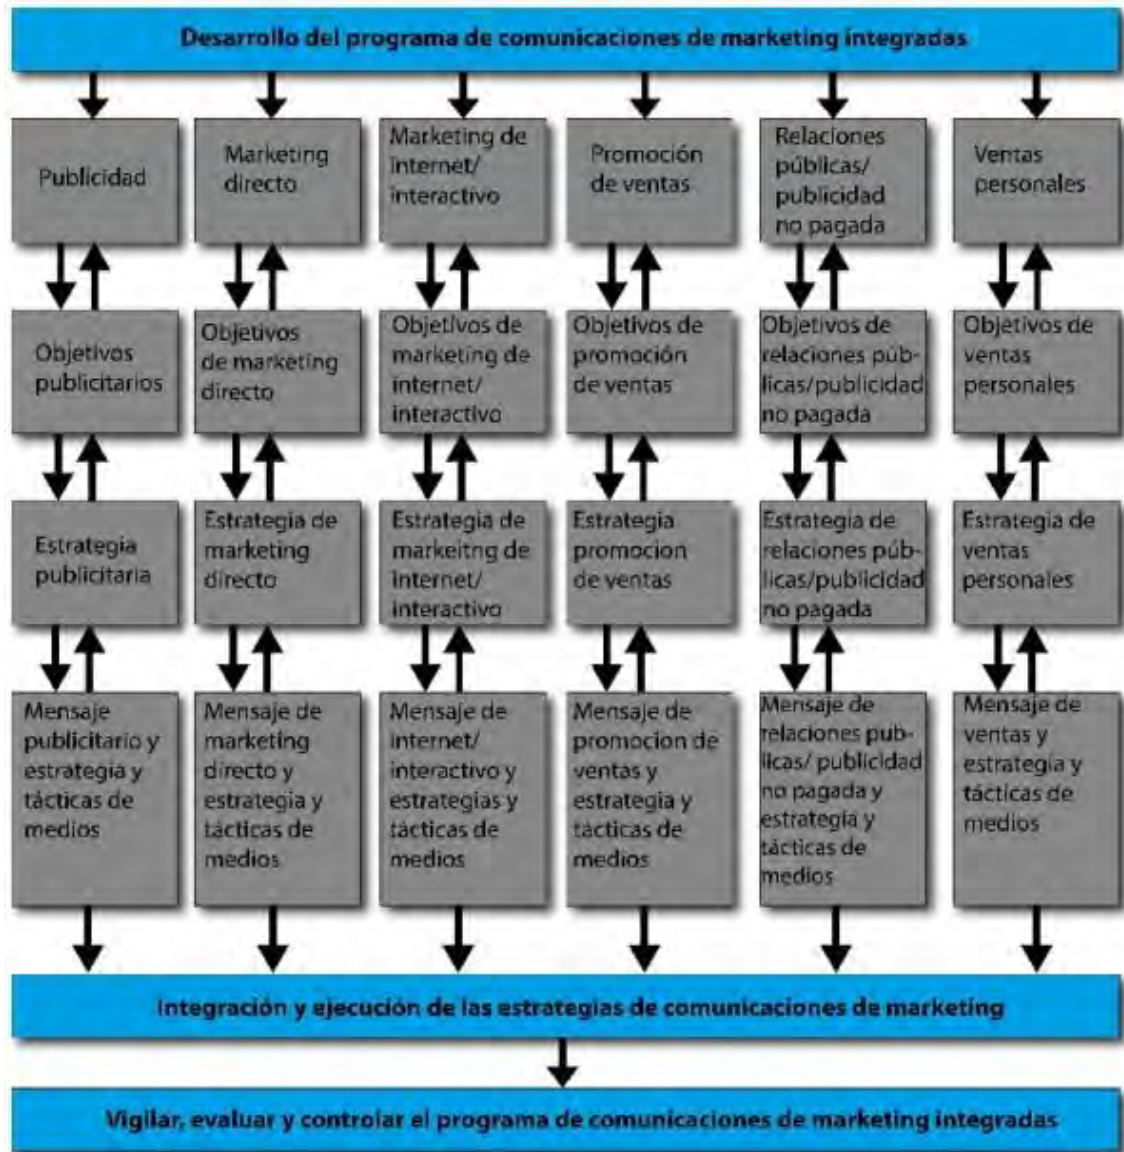 Desarrollo del programa de comunicaciones de marketing integradas
Publicidad
Marketing
directo
Marketing de
internet/
interactivo
Promoción
de ventas
Relaciones
públicas/
publicidad
no pagada
Ventas
personales
Objetivos
publicitarios
Objetivos
de marketing
directo
Objetivos de
marketing de
internet/
interactivo
Objetivos de
promoción
de ventas
Objetivos de
relaciones púb-
licas/publicidad
no pagada
Objetivos de
ventas
personales
Estrategia
publicitaria
Estrategia de
marketing
directo
Estrategia de
markeitng de
internet/
interactivo
Estrategia
promocion
de ventas
Estrategia de
relaciones púb-
licas/publicidad
no pagada
Estrategia de
ventas
personales
Mensaje
publicitario y
estrategia y
tácticas de
medios
Mensaje de
marketing
directo y
estrategia y
tácticas de
medios
Mensaje de
internet/
interactivo y
estrategias y
tácticas de
medios
Mensaje de
promocion de
ventas y
estrategia y
tácticas de
medios
Mensaje de
relaciones pub-
licas/ publicidad
no pagada y
estrategia y
tácticas de
medios
Mensaje de
ventas y
estrategia y
tácticas de
medios
Integración y ejecución de las estrategias de comunicaciones de marketing
Vigilar, evaluar y controlar el programa de comunicaciones de marketing integradas